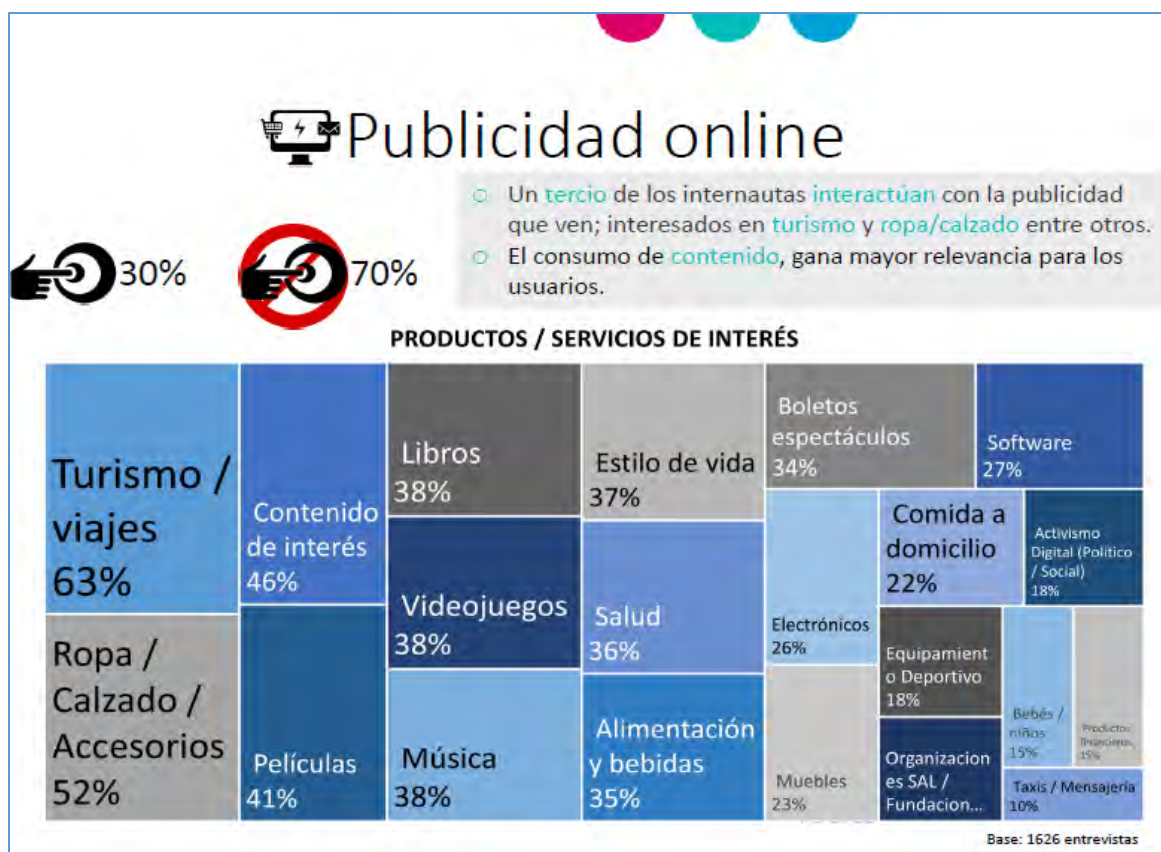 Publicidad online
Un tercio de los internautas interactúan con la publicidad
que ven; interesados en turismo y ropa/calzado entre otros.
El consumo de contenido, gana mayor relevancia para los
usuarios.
30%
70%
PRODUCTOS / SERVICIOS DE INTERÉS
Turismo /
viajes
63%
Ropa /
Calzado /
Accesorios
52%
Contenido
de interés
46%
Películas
41%
Libros
38%
Videojuegos
38%
Música
38%
Estilo de vida
37%
Salud
36%
Alimentación
y bebidas
35%
Boletos
espectáculos
34%
Software
27%
Electrónicos
26%
Muebles
23%
Comida a
domicilio
22%
Activismo
Digital (Político
/ Social)
18%
Equipamient
o Deportivo
18%
Organizacion
es SAL /
Fundacion...
Bebés /
niños
15%
Productos
financieros
15%
Taxis / Mensajería
10%
Base: 1626 entrevistas